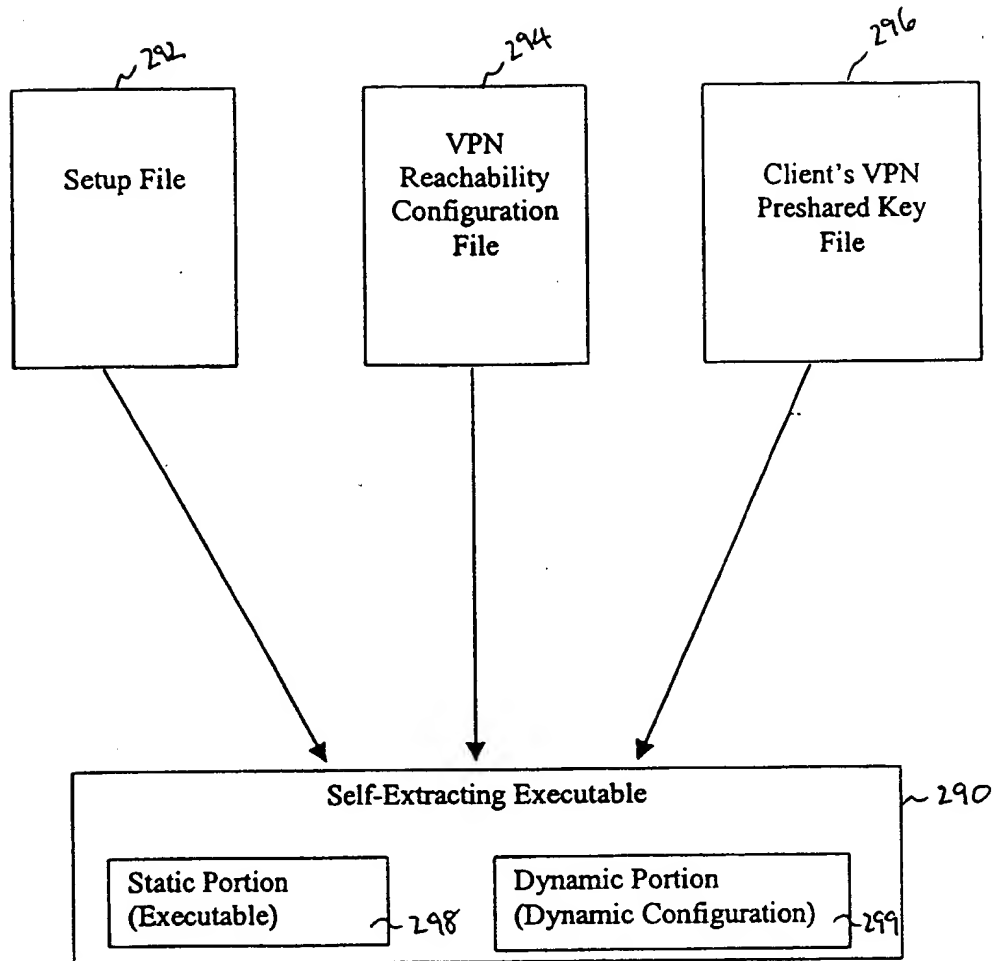 292
294
296
Setup File
VPN
Reachability
Configuration
File
Client's VPN
Preshared Key
File
Self-Extracting Executable
290
Static Portion
(Executable)
298
Dynamic Portion
(Dynamic Configuration)
299